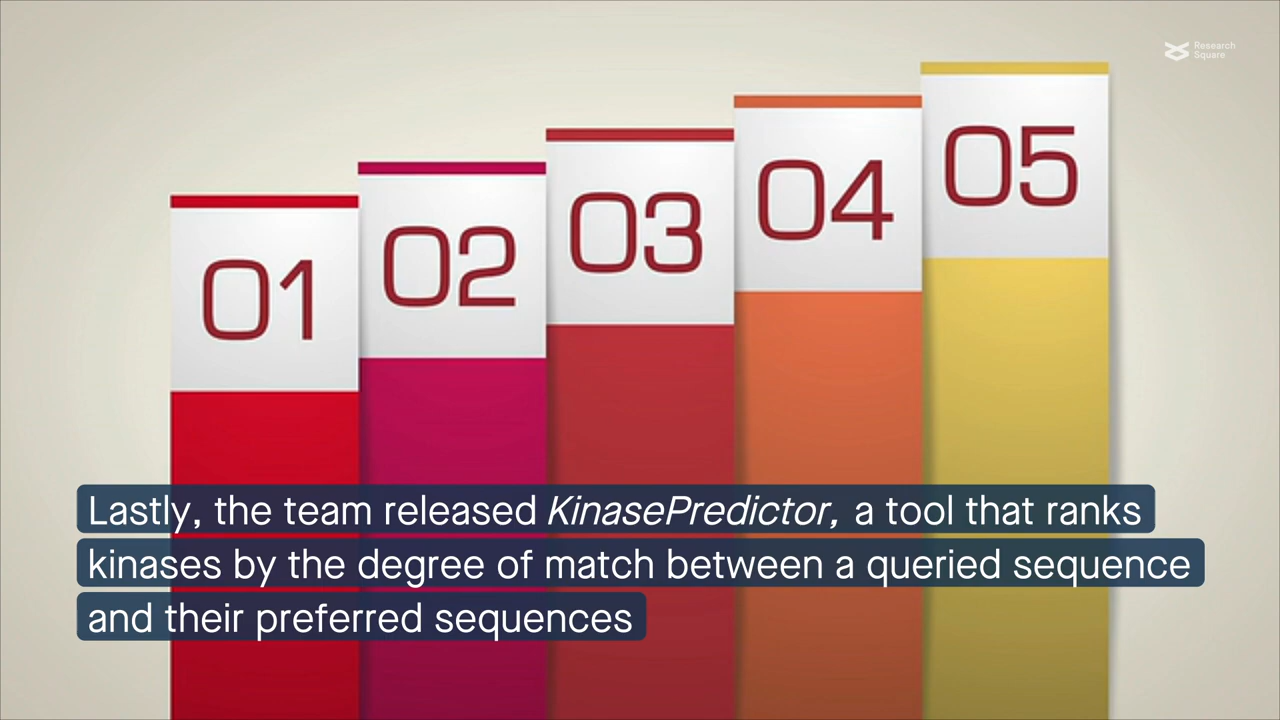 Research
Square
01
02
03
04
05
Lastly, the team released KinasePredictor, a tool that ranks
kinases by the degree of match between a queried sequence
and their preferred sequences